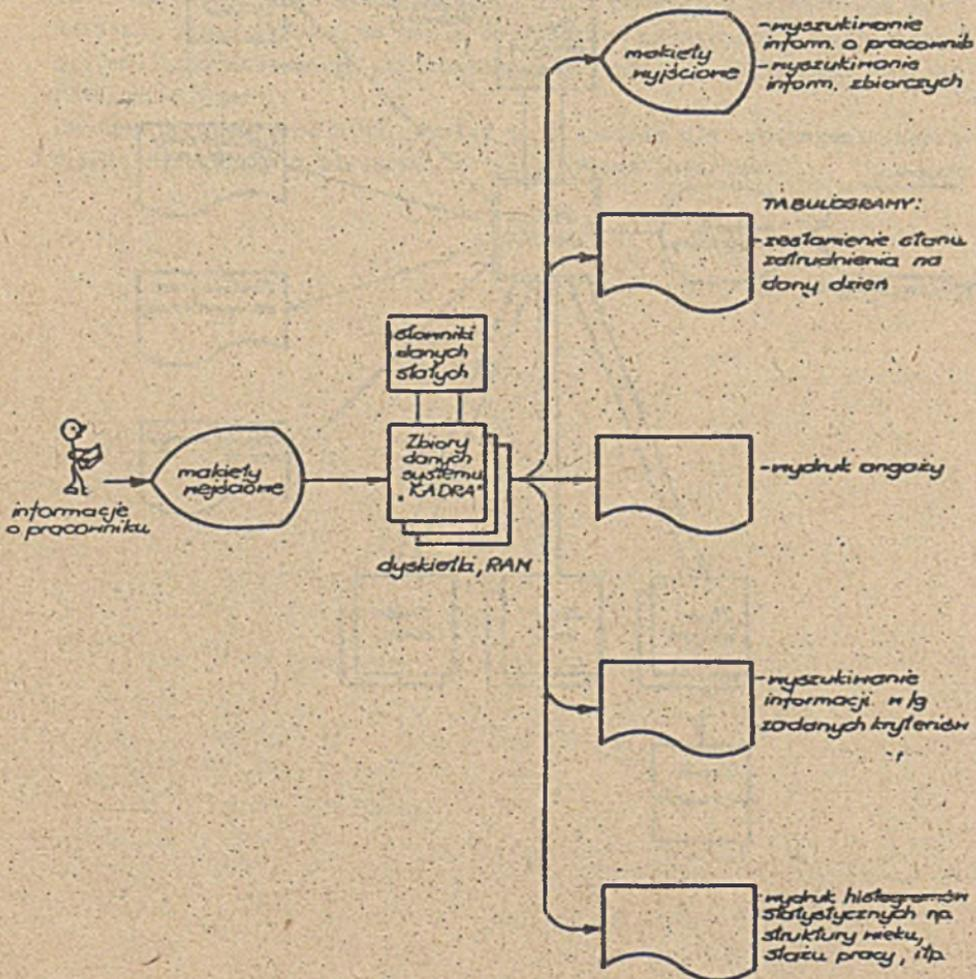 informacje
o pracowniku
makiety
wejściowe
słowniki
danych
stałych
Zbiory
danych
systemu
"KADRA"
dyskietki, RAM
makiety
wyjściowe
-wyszukiwanie
inform. o pracownik
-wyszukiwanie
inform. zbiorczych
TABULOGRAMY:
-zestawienie stanu
zatrudnienia na
dany dzień
-wydruk angaży
-wyszukiwanie
informacji w/g
zadanych kryteriów
-wydruk histogramów
statystycznych np.
struktury wieku,
stażu pracy, itp.